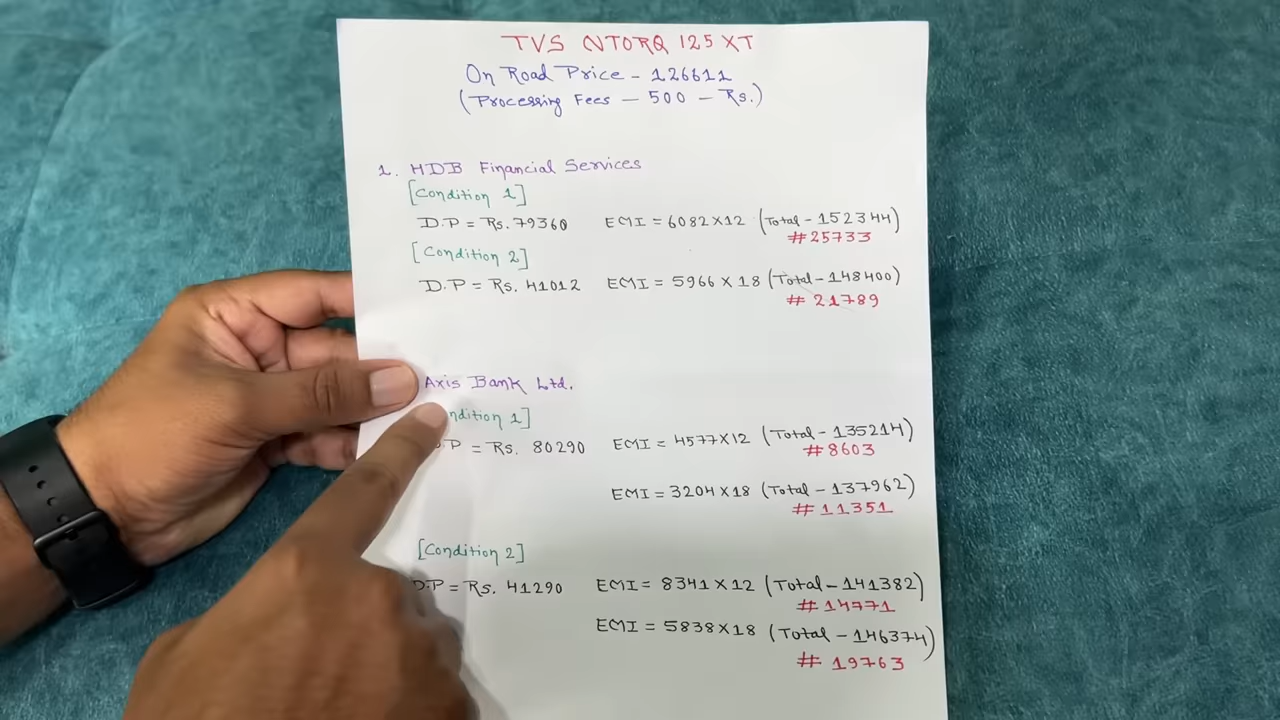 TVS NTORQ 125 XT
On Road Price - 126611
(Processing Fees - 500 - Rs.)
1. HDB Financial Services
[Condition 1]
D.P = Rs. 79360 EMI = 6082 X 12 (Total - 152344)
#25733
[Condition 2]
D.P = Rs. 41012 EMI = 5966 X 18 (Total - 148400)
# 21789
Axis Bank Ltd.
ndition 1]
P = Rs. 80290 EMI = 4577 X 12 (Total - 135214)
#8603
EMI = 3204 X 18 (Total - 137962)
# 11351
[Condition 2]
D.P = Rs. 41290 EMI = 8341 X 12 (Total - 141382)
# 14771
EMI = 5838 X 18 (Total - 146374)
# 19763